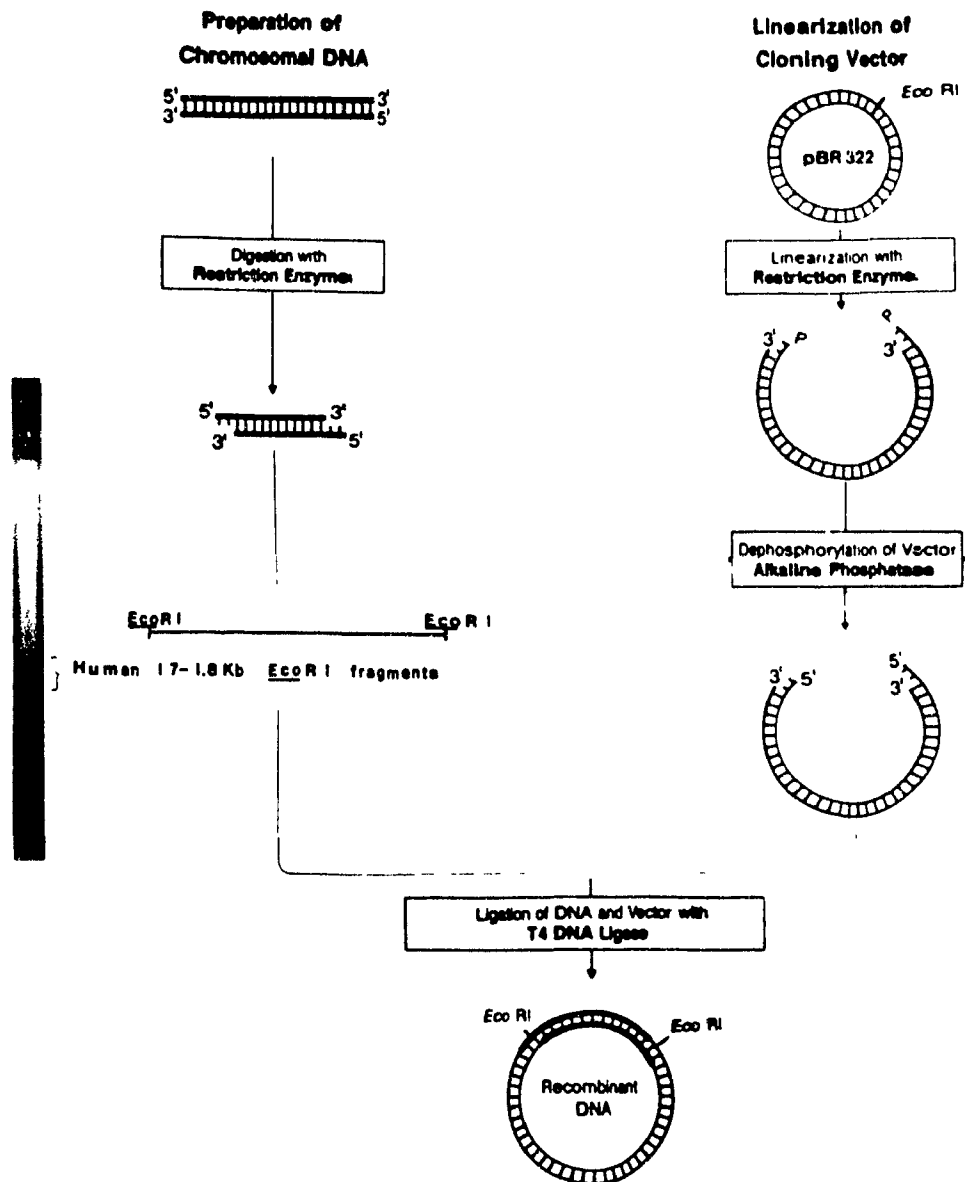 Preparation of
Chromosomal DNA
5' 3'
3' 5'
Digestion with
Restriction Enzyme
5' 3'
3' 5'
EcoRI EcoRI
Human 1.7-1.8 Kb EcoRI fragments
Linearization of
Cloning Vector
Eco RI
pBR 322
Linearization with
Restriction Enzyme
3' P P
3'
Dephosphorylation of Vector
Alkaline Phosphatase
3' 5' 5'
3'
Ligation of DNA and Vector with
T4 DNA Ligase
Eco RI Eco RI
Recombinant
DNA